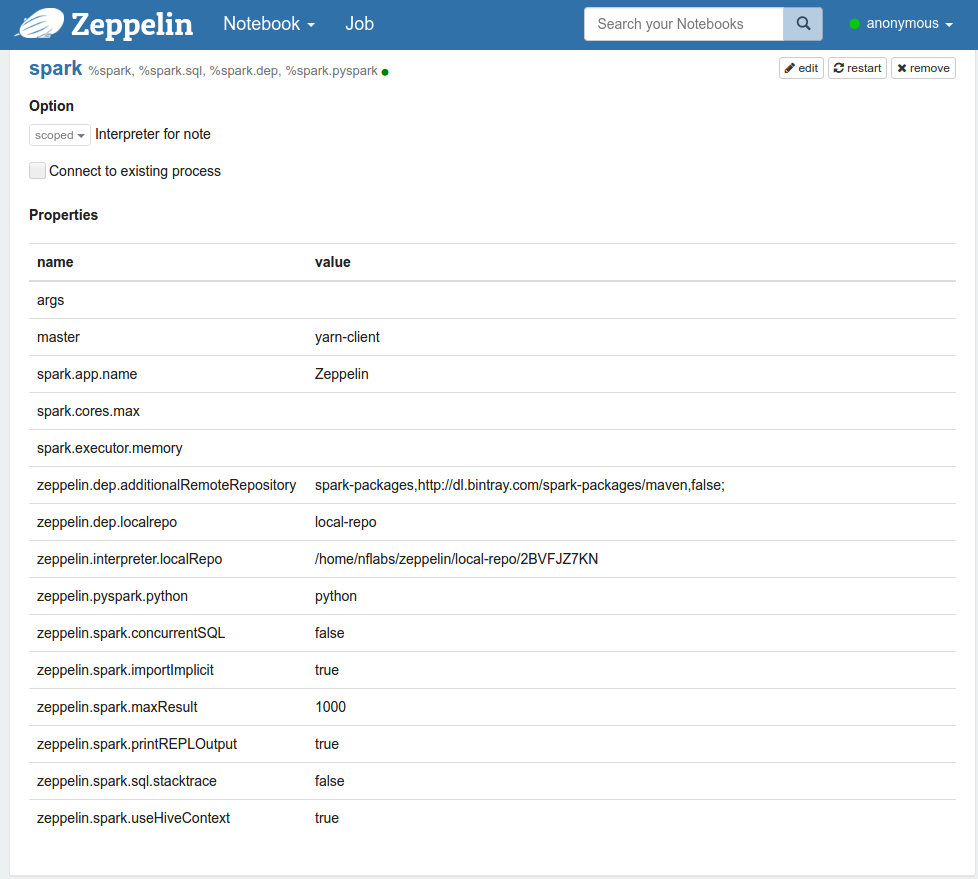 Zeppelin Notebook Job Search your Notebooks anonymous
spark %spark, %spark.sql, %spark.dep, %spark.pyspark edit restart remove
Option
scoped Interpreter for note
Connect to existing process
Properties
name value
args
master yarn-client
spark.app.name Zeppelin
spark.cores.max
spark.executor.memory
zeppelin.dep.additionalRemoteRepository spark-packages,http://dl.bintray.com/spark-packages/maven,false;
zeppelin.dep.localrepo local-repo
zeppelin.interpreter.localRepo /home/nflabs/zeppelin/local-repo/2BVFJZ7KN
zeppelin.pyspark.python python
zeppelin.spark.concurrentSQL false
zeppelin.spark.importImplicit true
zeppelin.spark.maxResult 1000
zeppelin.spark.printREPLOutput true
zeppelin.spark.sql.stacktrace false
zeppelin.spark.useHiveContext true